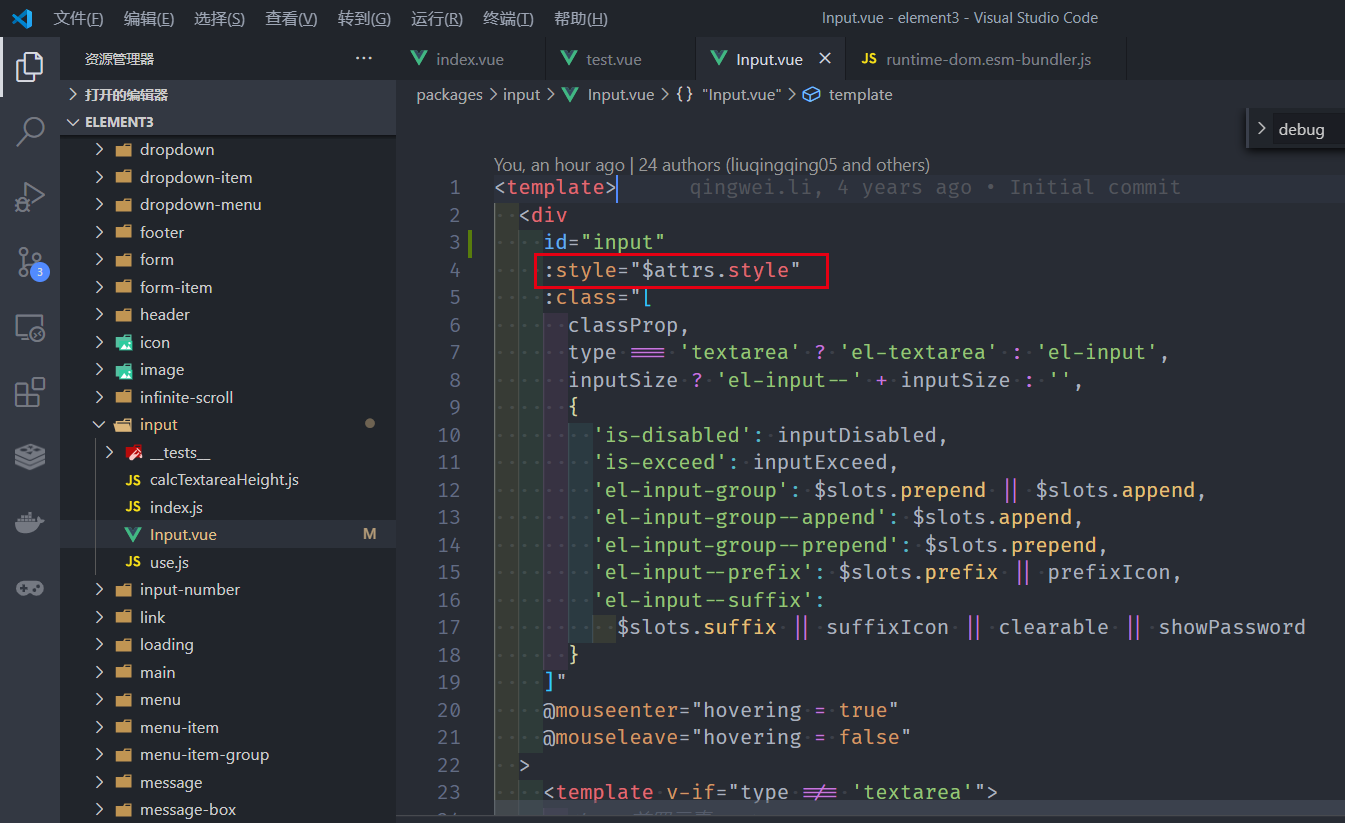 文件(F) 编辑(E) 选择(S) 查看(V) 转到(G) 运行(R) 终端(T) 帮助(H) Input.vue - element3 - Visual Studio Code
资源管理器 ···
打开的编辑器
ELEMENT3
dropdown
dropdown-item
dropdown-menu
footer
form
form-item
header
icon
image
infinite-scroll
input
__tests__
JS calcTextareaHeight.js
JS index.js
Input.vue M
JS use.js
input-number
link
loading
main
menu
menu-item
menu-item-group
message
message-box
3
index.vue test.vue Input.vue JS runtime-dom.esm-bundler.js
packages > input > Input.vue > {} "Input.vue" > template
debug
You, an hour ago | 24 authors (liuqingqing05 and others)
1 <template> qingwei.li, 4 years ago • Initial commit
2 <div
3 id="input"
4 :style="$attrs.style"
5 :class="[
6 classProp,
7 type === 'textarea' ? 'el-textarea' : 'el-input',
8 inputSize ? 'el-input--' + inputSize : '',
9 {
10 'is-disabled': inputDisabled,
11 'is-exceed': inputExceed,
12 'el-input-group': $slots.prepend || $slots.append,
13 'el-input-group--append': $slots.append,
14 'el-input-group--prepend': $slots.prepend,
15 'el-input--prefix': $slots.prefix || prefixIcon,
16 'el-input--suffix':
17 $slots.suffix || suffixIcon || clearable || showPassword
18 }
19 ]"
20 @mouseenter="hovering = true"
21 @mouseleave="hovering = false"
22 >
23 <template v-if="type !== 'textarea'">